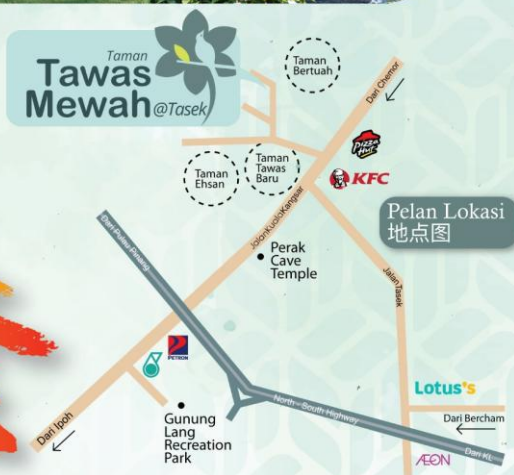 Taman
Tawas
Mewah @Tasek
Taman
Bertuah
Dari Chemor
Pizza
Hut
KFC
Taman
Ehsan
Taman
Tawas
Baru
Pelan Lokasi
地点图
Jalan Kuala Kangsar
Dari Pulau Pinang
Perak
Cave
Temple
Jalan Tasek
PETRON
Lotus's
Gunung
Lang
Recreation
Park
North - South Highway
Dari Bercham
Dari Ipoh
Dari KL
ÆON